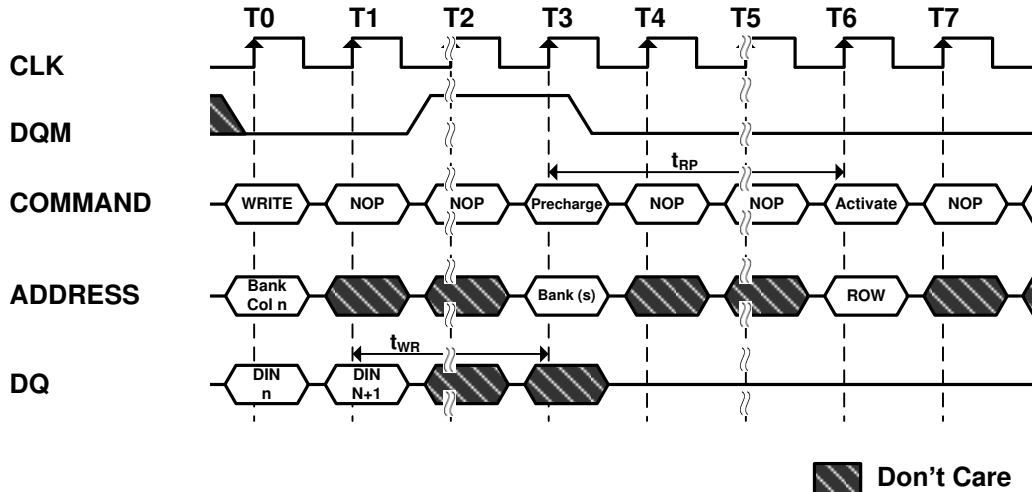 T0 T1 T2 T3 T4 T5 T6 T7
CLK
DQM
tRP
COMMAND WRITE NOP NOP Precharge NOP NOP Activate NOP
ADDRESS Bank Col n Bank (s) ROW
tWR
DQ DIN n DIN N+1
Don't Care